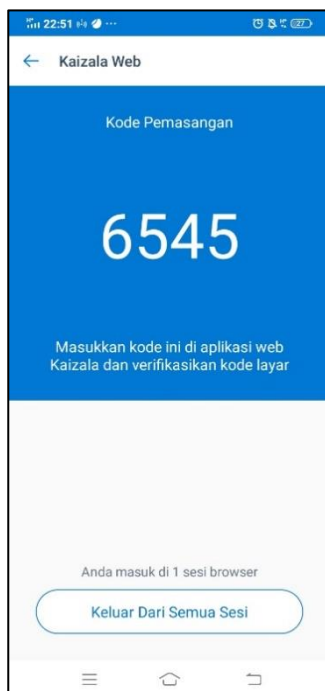 22:51
27
Kaizala Web
Kode Pemasangan
6545
Masukkan kode ini di aplikasi web
Kaizala dan verifikasikan kode layar
Anda masuk di 1 sesi browser
Keluar Dari Semua Sesi